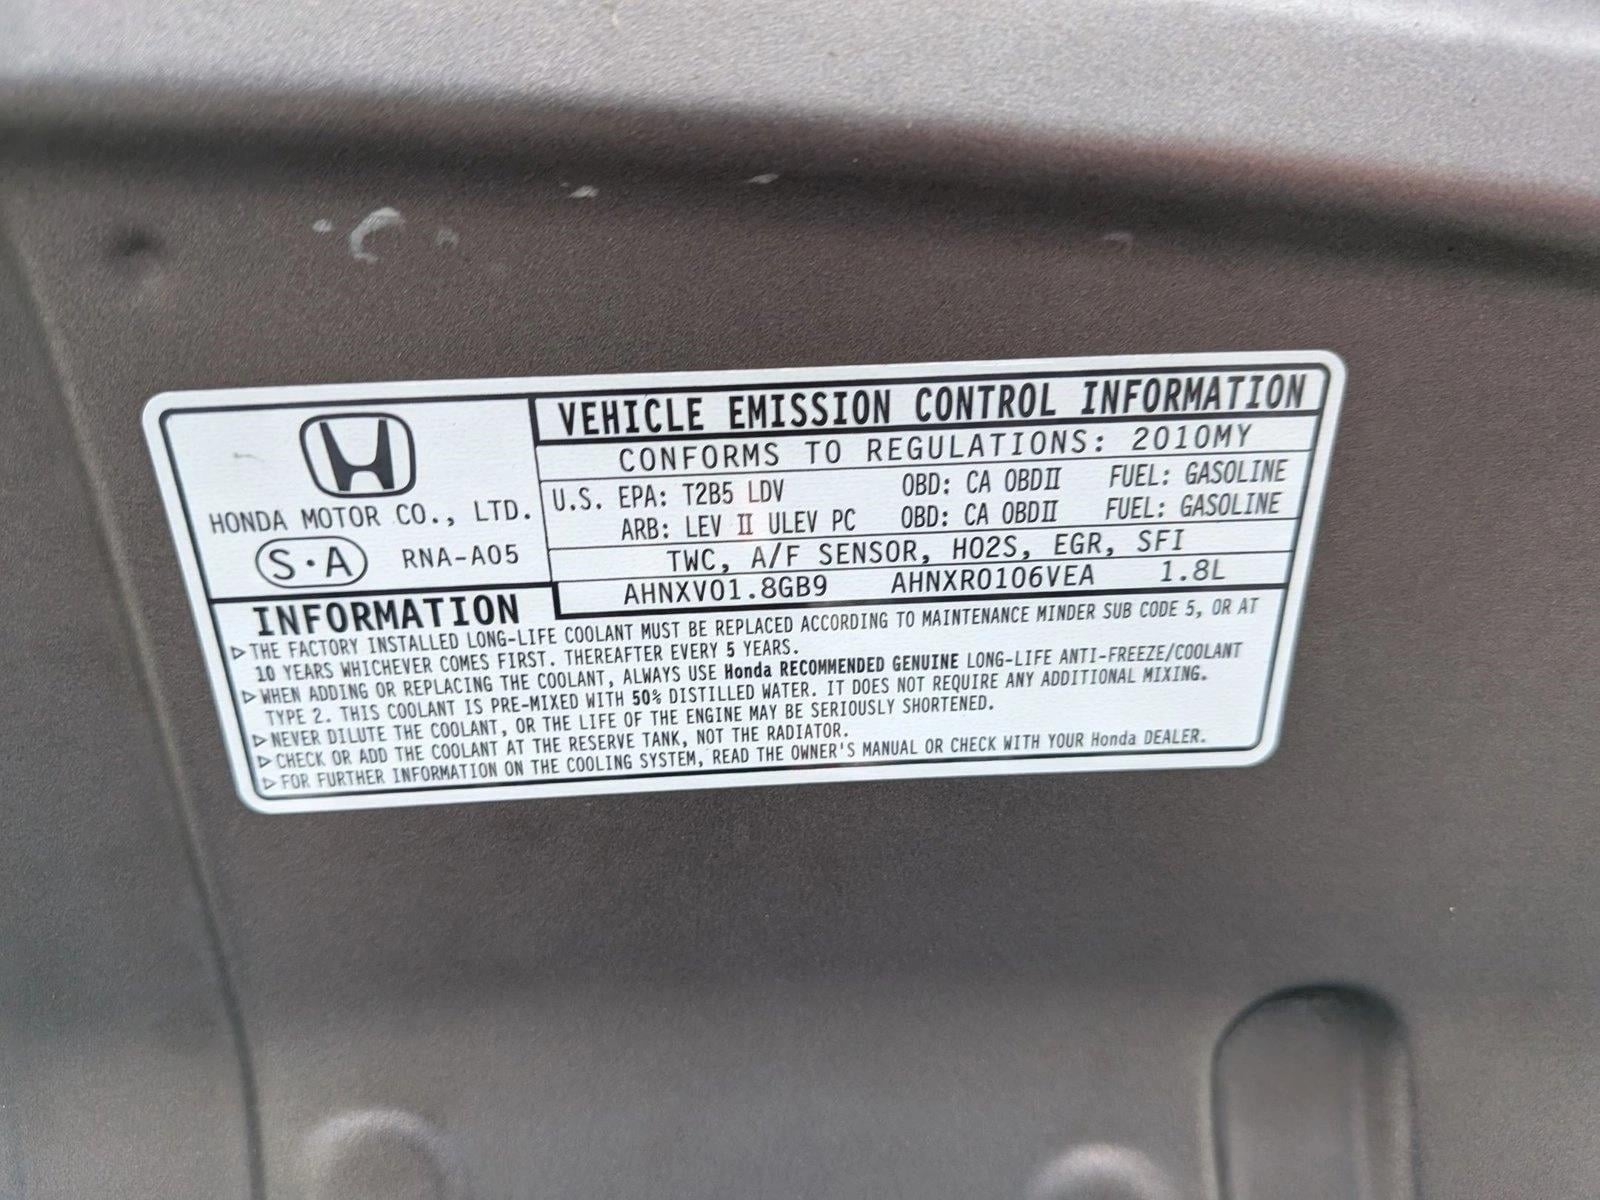 VEHICLE EMISSION CONTROL INFORMATION
CONFORMS TO REGULATIONS: 2010MY
U.S. EPA: T2B5 LDV OBD: CA OBDII FUEL: GASOLINE
ARB: LEV II ULEV PC OBD: CA OBDII FUEL: GASOLINE
TWC, A/F SENSOR, HO2S, EGR, SFI
AHNXV01.8GB9 AHNXR0106VEA 1.8L
HONDA MOTOR CO., LTD.
S·A RNA-A05
INFORMATION
▷THE FACTORY INSTALLED LONG-LIFE COOLANT MUST BE REPLACED ACCORDING TO MAINTENANCE MINDER SUB CODE 5, OR AT
10 YEARS WHICHEVER COMES FIRST. THEREAFTER EVERY 5 YEARS.
▷WHEN ADDING OR REPLACING THE COOLANT, ALWAYS USE Honda RECOMMENDED GENUINE LONG-LIFE ANTI-FREEZE/COOLANT
TYPE 2. THIS COOLANT IS PRE-MIXED WITH 50% DISTILLED WATER. IT DOES NOT REQUIRE ANY ADDITIONAL MIXING.
▷NEVER DILUTE THE COOLANT, OR THE LIFE OF THE ENGINE MAY BE SERIOUSLY SHORTENED.
▷CHECK OR ADD THE COOLANT AT THE RESERVE TANK, NOT THE RADIATOR.
▷FOR FURTHER INFORMATION ON THE COOLING SYSTEM, READ THE OWNER'S MANUAL OR CHECK WITH YOUR Honda DEALER.